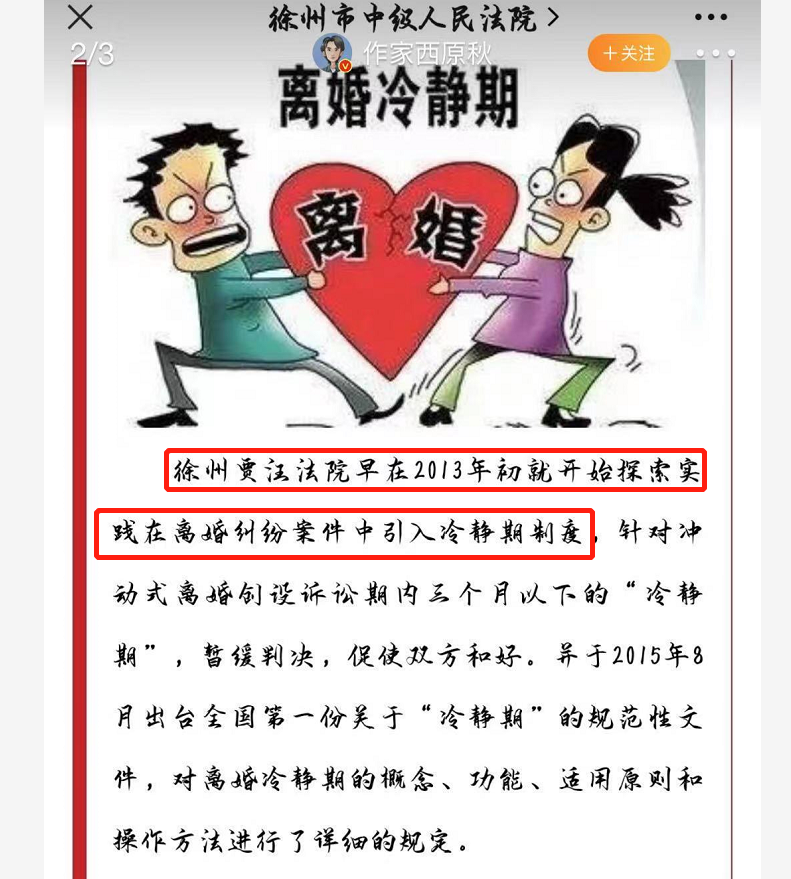 徐州市中级人民法院
2/3
作家西原秋
+关注
离婚冷静期
离婚
徐州贾汪法院早在2013年初就开始探索实
践在离婚纠纷案件中引入冷静期制度，针对冲
动式离婚创设诉讼期内三个月以下的“冷静
期”，暂缓判决，促使双方和好。并于2015年8
月出台全国第一份关于“冷静期”的规范性文
件，对离婚冷静期的概念、功能、适用原则和
操作方法进行了详细的规定。